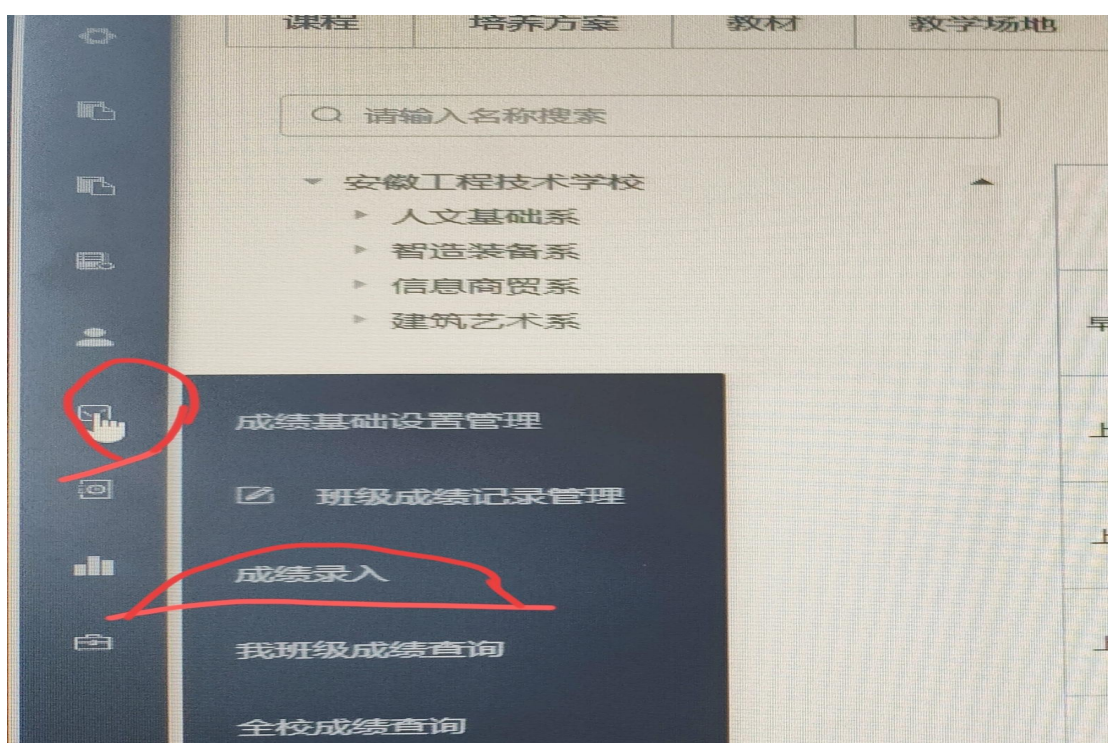 课程 培养方案 教材 教学场地
请输入名称搜索
安徽工程技术学校
人文基础系
智造装备系
信息商贸系
建筑艺术系
早
上
上
上
成绩基础设置管理
班级成绩记录管理
成绩录入
我班级成绩查询
全校成绩查询